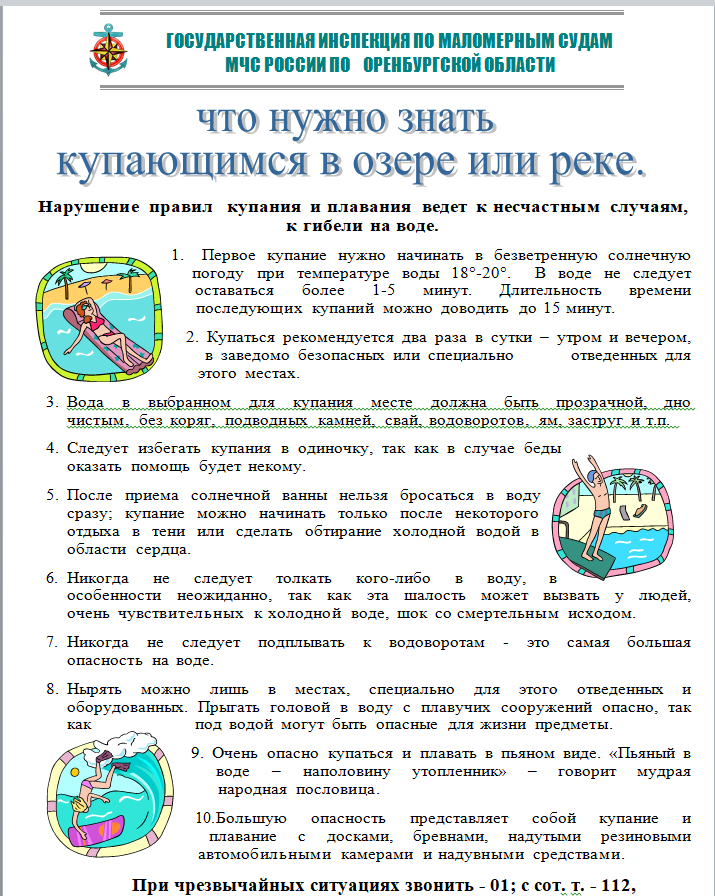 ГОСУДАРСТВЕННАЯ ИНСПЕКЦИЯ ПО МАЛОМЕРНЫМ СУДАМ
МЧС РОССИИ ПО ОРЕНБУРГСКОЙ ОБЛАСТИ
что нужно знать
купающимся в озере или реке.
Нарушение правил купания и плавания ведет к несчастным случаям,
к гибели на воде.
1. Первое купание нужно начинать в безветренную солнечную
погоду при температуре воды 18°-20°. В воде не следует
оставаться более 1-5 минут. Длительность времени
последующих купаний можно доводить до 15 минут.
2. Купаться рекомендуется два раза в сутки – утром и вечером,
в заведомо безопасных или специально отведенных для
этого местах.
3. Вода в выбранном для купания месте должна быть прозрачной, дно
чистым, без коряг, подводных камней, свай, водоворотов, ям, заструг и т.п.
4. Следует избегать купания в одиночку, так как в случае беды
оказать помощь будет некому.
5. После приема солнечной ванны нельзя бросаться в воду
сразу; купание можно начинать только после некоторого
отдыха в тени или сделать обтирание холодной водой в
области сердца.
6. Никогда не следует толкать кого-либо в воду, в
особенности неожиданно, так как эта шалость может вызвать у людей,
очень чувствительных к холодной воде, шок со смертельным исходом.
7. Никогда не следует подплывать к водоворотам - это самая большая
опасность на воде.
8. Нырять можно лишь в местах, специально для этого отведенных и
оборудованных. Прыгать головой в воду с плавучих сооружений опасно, так
как под водой могут быть опасные для жизни предметы.
9. Очень опасно купаться и плавать в пьяном виде. «Пьяный в
воде – наполовину утопленник» – говорит мудрая
народная пословица.
10.Большую опасность представляет собой купание и
плавание с досками, бревнами, надутыми резиновыми
автомобильными камерами и надувными средствами.
При чрезвычайных ситуациях звонить - 01; с сот. т. - 112,